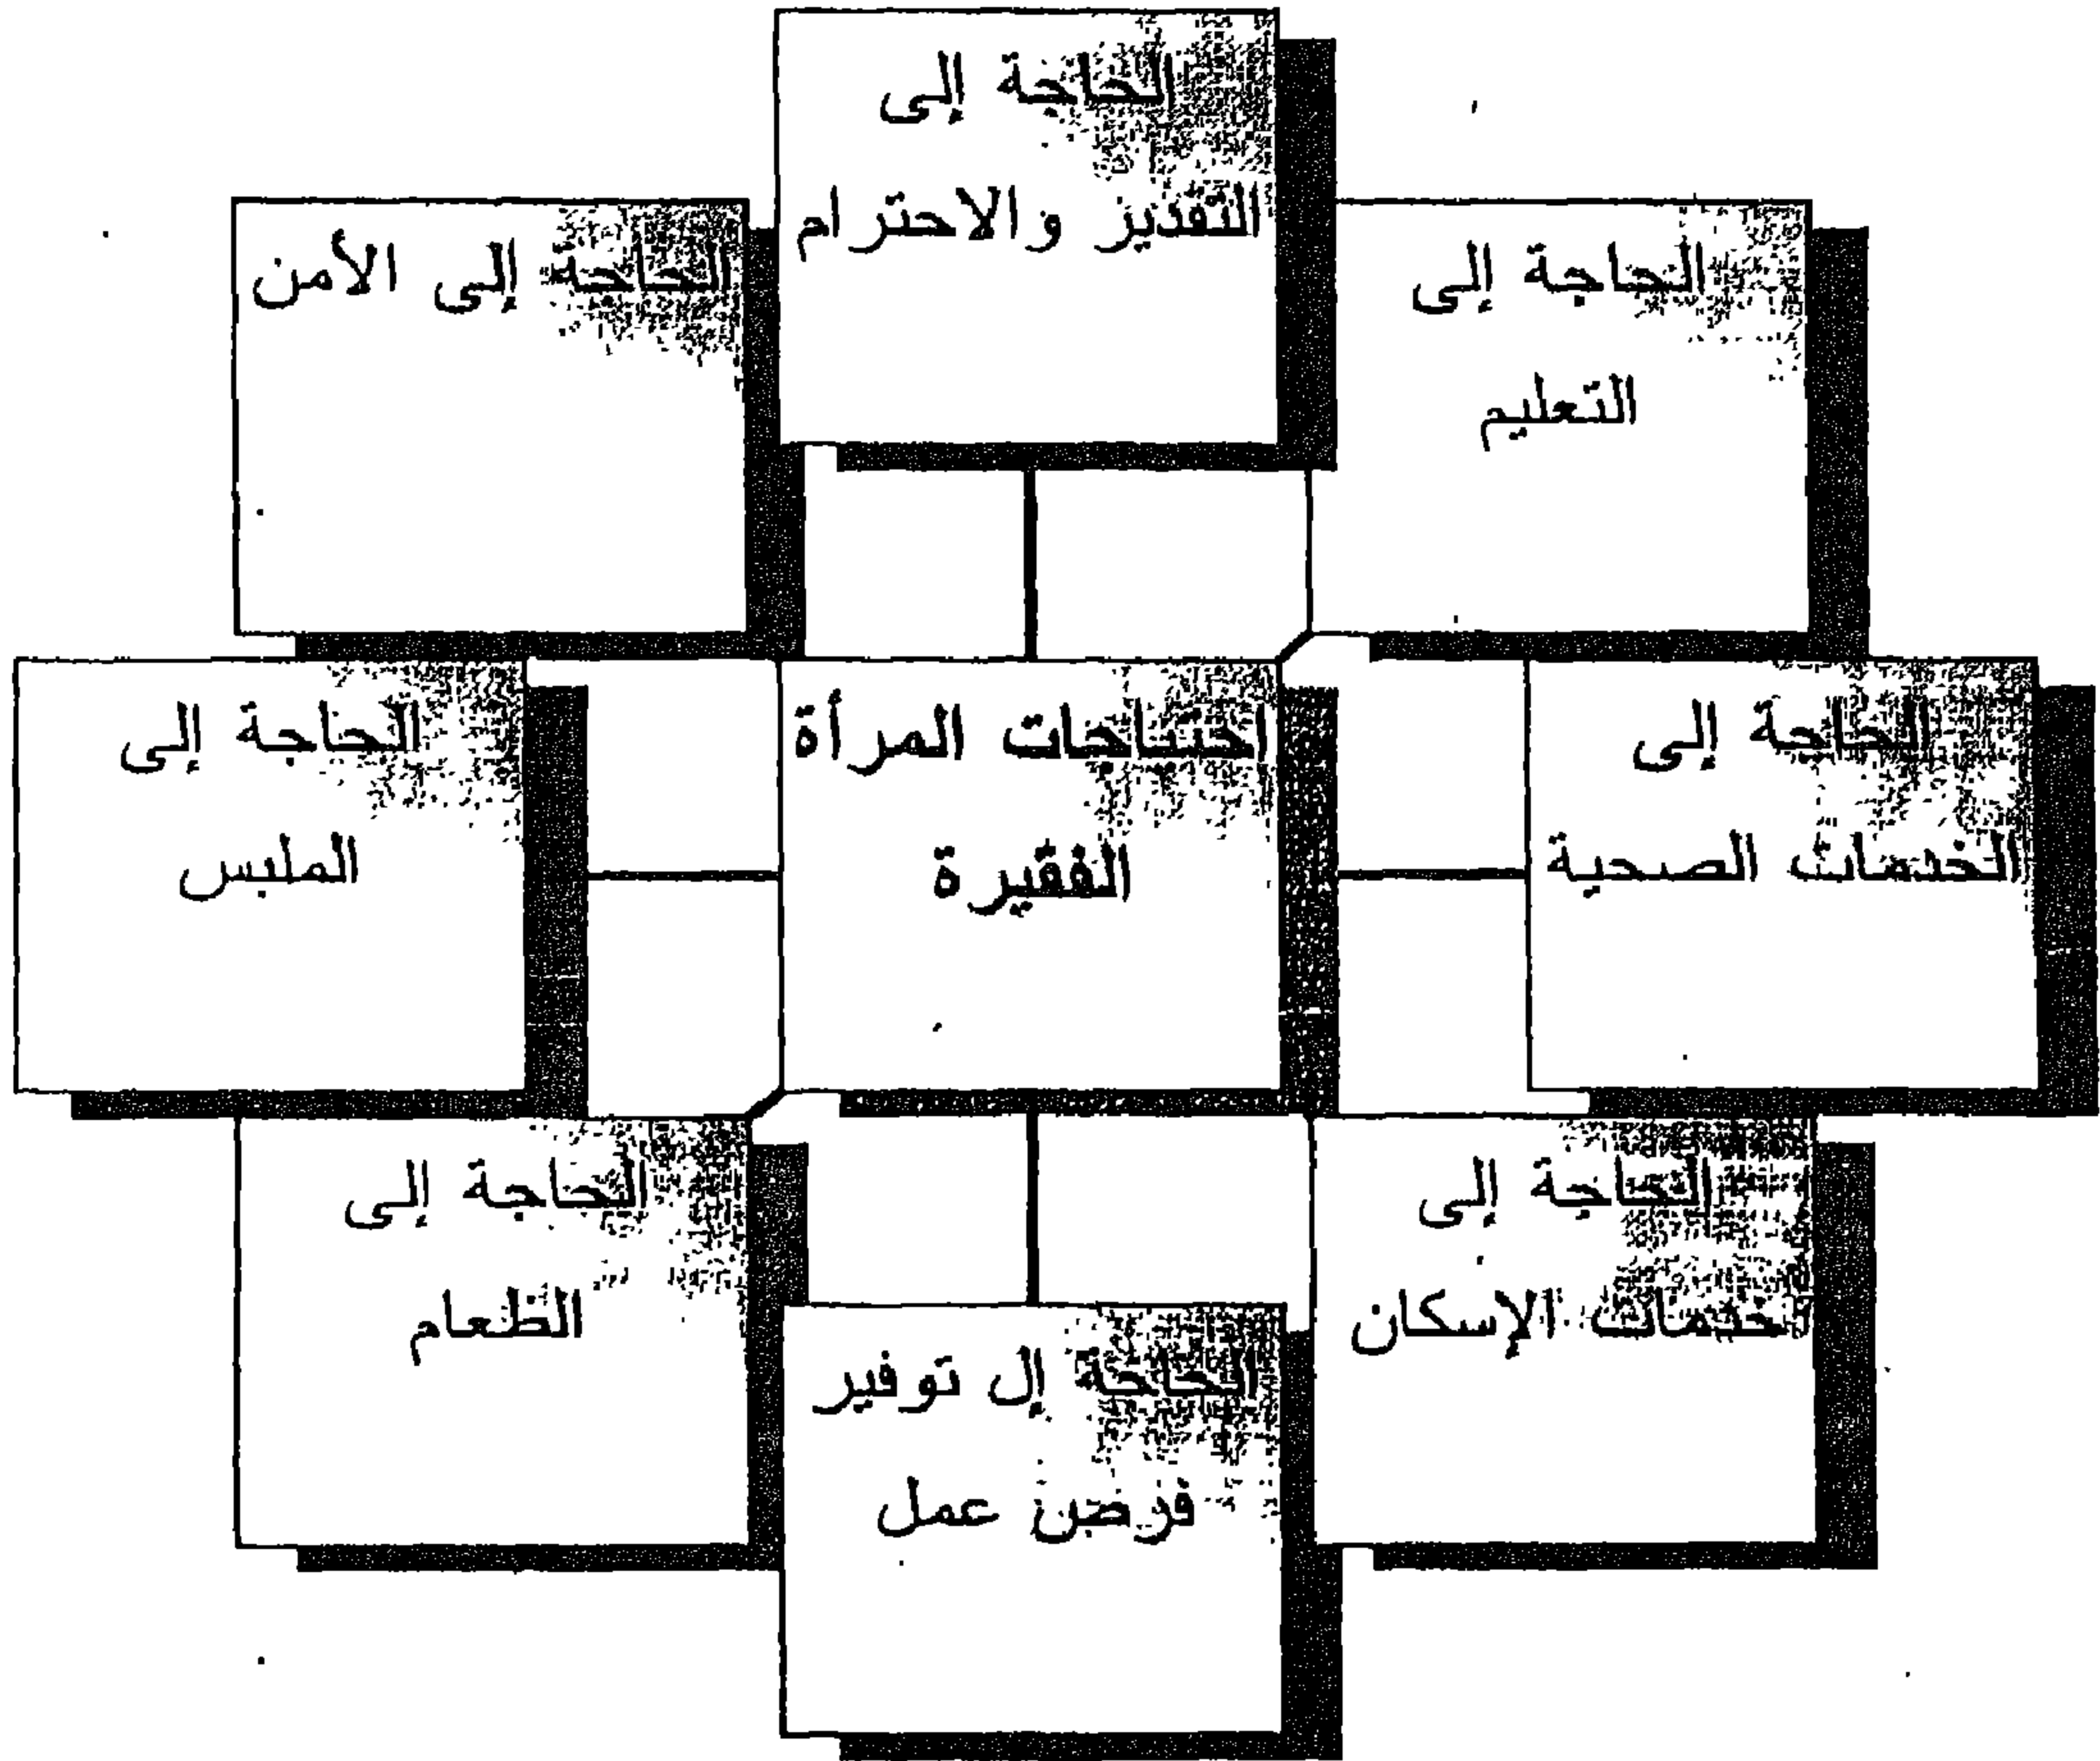 الحاجة إلى
التقدير والاحترام
الحاجة إلى
التعليم
الحاجة إلى الأمن
الحاجة إلى
الخدمات الصحية
احتياجات المرأة
الفقيرة
الحاجة إلى
الملبس
الحاجة إلى
خدمات الإسكان
الحاجة إلى
الطعام
الحاجة إل توفير
فرص عمل